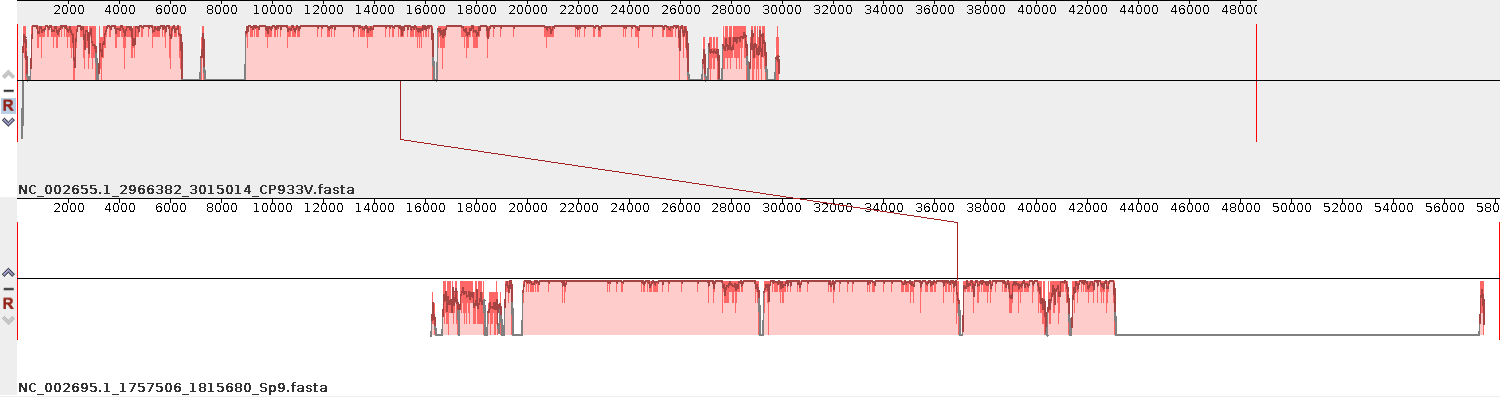 2000 4000 6000 8000 10000 12000 14000 16000 18000 20000 22000 24000 26000 28000 30000 32000 34000 36000 38000 40000 42000 44000 46000 4800
R
NC_002655.1_2966382_3015014_CP933V.fasta
2000 4000 6000 8000 10000 12000 14000 16000 18000 20000 22000 24000 26000 28000 30000 32000 34000 36000 38000 40000 42000 44000 46000 48000 50000 52000 54000 56000 58
R
NC_002695.1_1757506_1815680_Sp9.fasta